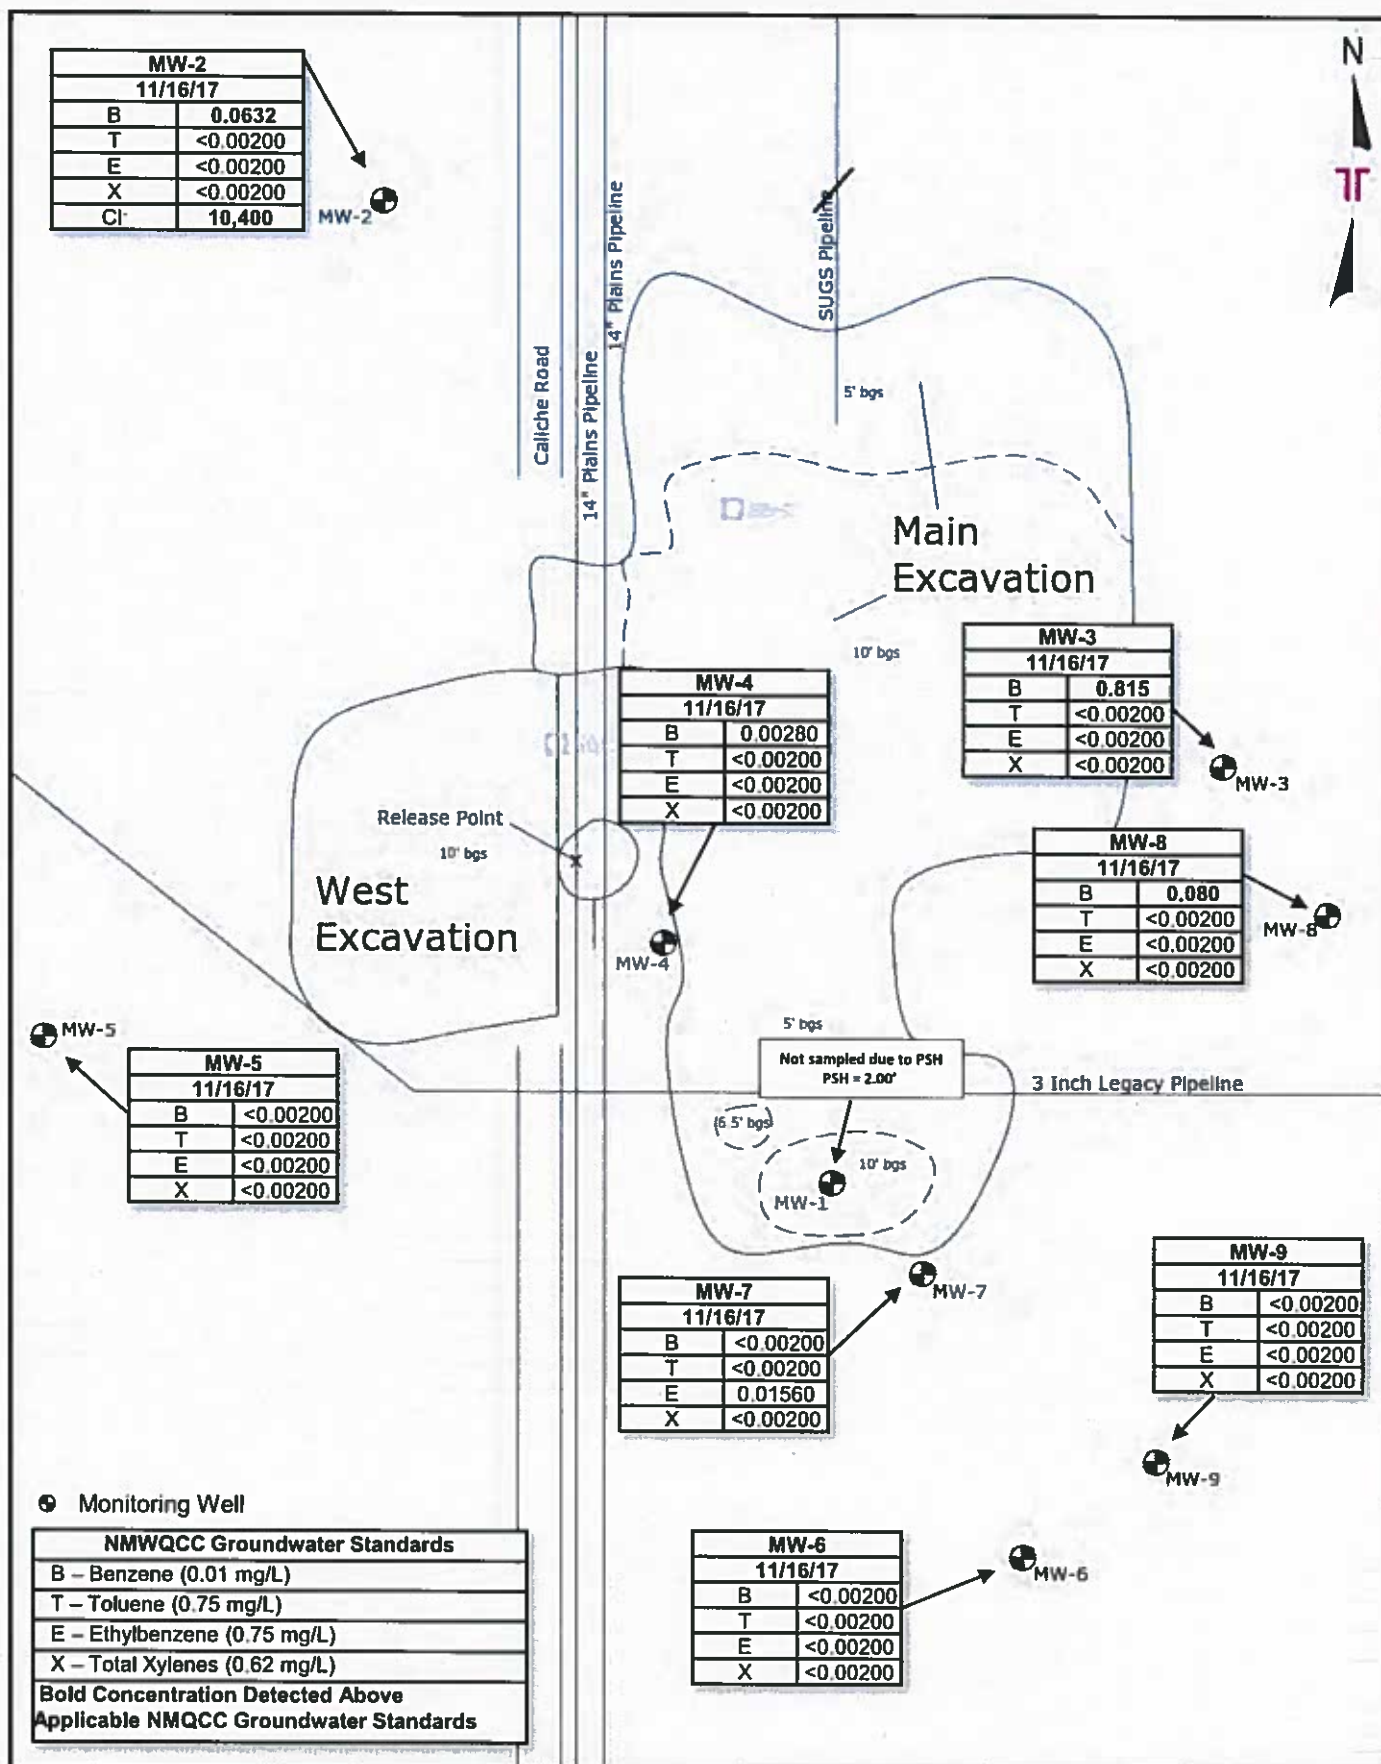 N
MW-2
11/16/17
B 0.0632
T <0.00200
E <0.00200
X <0.00200
Cl- 10,400
MW-2
14" Plains Pipeline
SUGS Pipeline
Caliche Road
14" Plains Pipeline
5' bgs
Main
Excavation
10' bgs
MW-3
11/16/17
B 0.815
T <0.00200
E <0.00200
X <0.00200
MW-3
MW-4
11/16/17
B 0.00280
T <0.00200
E <0.00200
X <0.00200
Release Point
10' bgs
West
Excavation
MW-4
MW-8
11/16/17
B 0.080
T <0.00200
E <0.00200
X <0.00200
MW-8
MW-5
MW-5
11/16/17
B <0.00200
T <0.00200
E <0.00200
X <0.00200
5' bgs
Not sampled due to PSH
PSH = 2.00'
3 Inch Legacy Pipeline
6 5' bgs
10' bgs
MW-1
MW-7
11/16/17
B <0.00200
T <0.00200
E 0.01560
X <0.00200
MW-7
MW-9
11/16/17
B <0.00200
T <0.00200
E <0.00200
X <0.00200
MW-9
MW-6
11/16/17
B <0.00200
T <0.00200
E <0.00200
X <0.00200
MW-6
Monitoring Well
NMWQCC Groundwater Standards
B – Benzene (0.01 mg/L)
T – Toluene (0.75 mg/L)
E – Ethylbenzene (0.75 mg/L)
X – Total Xylenes (0.62 mg/L)
Bold Concentration Detected Above
Applicable NMQCC Groundwater Standards